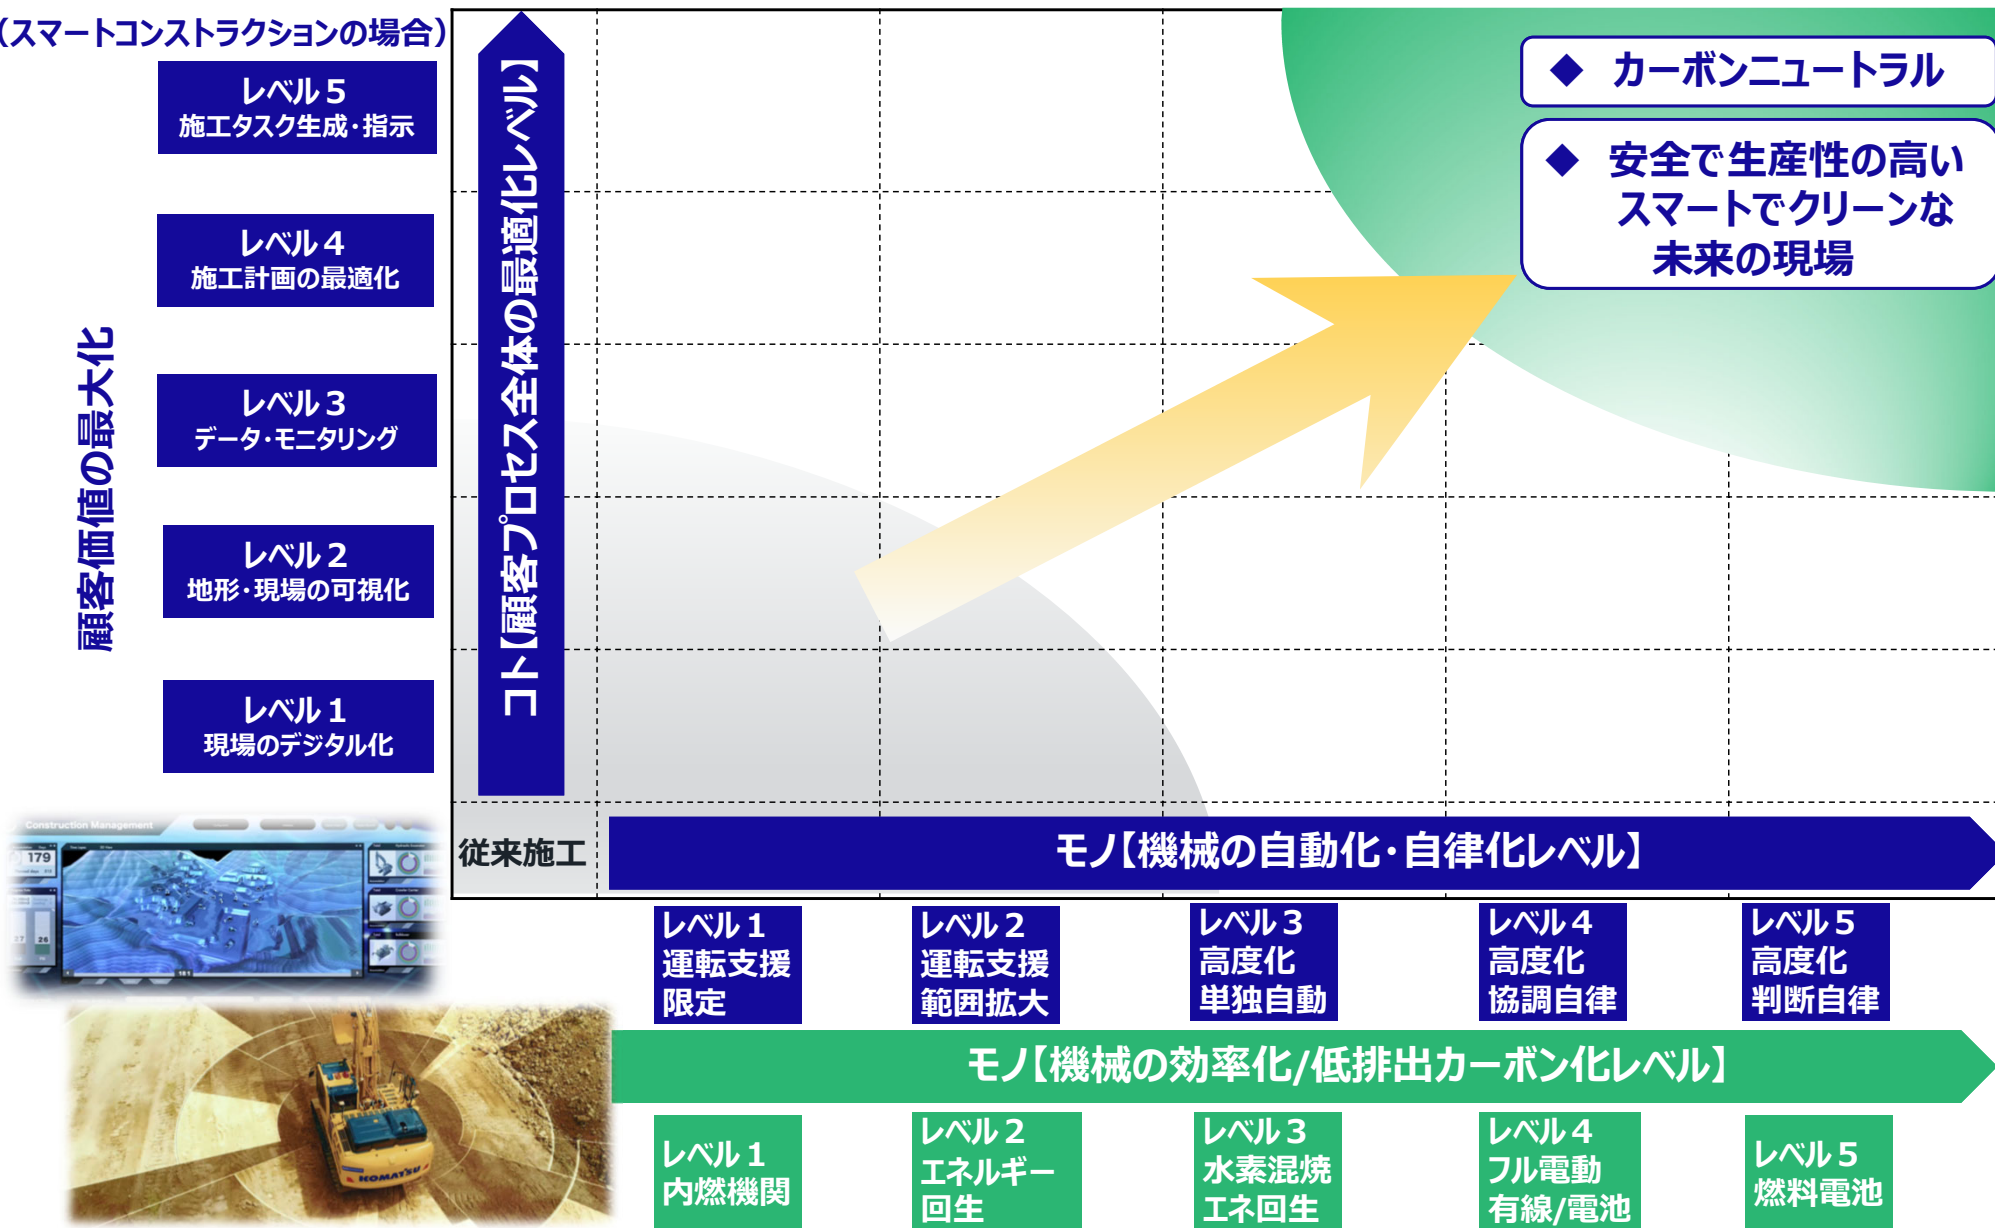 （スマートコンストラクションの場合）
レベル５
施工タスク生成・指示
レベル４
施工計画の最適化
レベル３
データ・モニタリング
レベル２
地形・現場の可視化
レベル１
現場のデジタル化
顧客価値の最大化
コト【顧客プロセス全体の最適化レベル】
◆ カーボンニュートラル
◆ 安全で生産性の高い
スマートでクリーンな
未来の現場
従来施工
モノ【機械の自動化・自律化レベル】
レベル１
運転支援
限定
レベル２
運転支援
範囲拡大
レベル３
高度化
単独自動
レベル４
高度化
協調自律
レベル５
高度化
判断自律
モノ【機械の効率化/低排出カーボン化レベル】
レベル１
内燃機関
レベル２
エネルギー
回生
レベル３
水素混焼
エネ回生
レベル４
フル電動
有線/電池
レベル５
燃料電池
Construction Management
179
37 26
181
KOMATSU